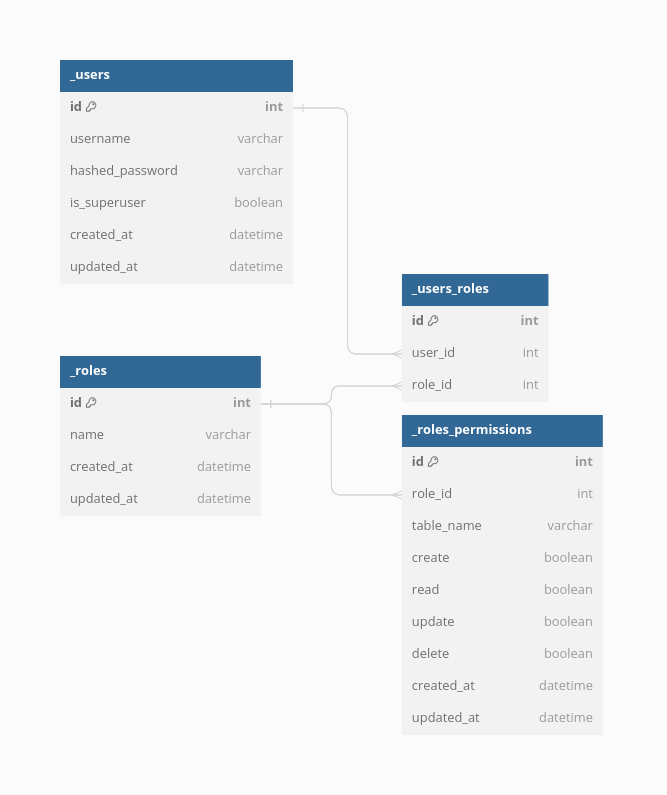 _users
id int
username varchar
hashed_password varchar
is_superuser boolean
created_at datetime
updated_at datetime
_roles
id int
name varchar
created_at datetime
updated_at datetime
_users_roles
id int
user_id int
role_id int
_roles_permissions
id int
role_id int
table_name varchar
create boolean
read boolean
update boolean
delete boolean
created_at datetime
updated_at datetime